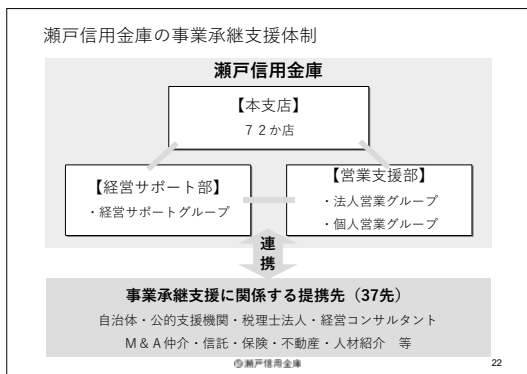 瀬戸信用金庫の事業承継支援体制
瀬戸信用金庫
【本支店】
７２か店
【経営サポート部】
・経営サポートグループ
【営業支援部】
・法人営業グループ
・個人営業グループ
連
携
事業承継支援に関係する提携先（37先）
自治体・公的支援機関・税理士法人・経営コンサルタント
Ｍ＆Ａ仲介・信託・保険・不動産・人材紹介　等
瀬戸信用金庫
22